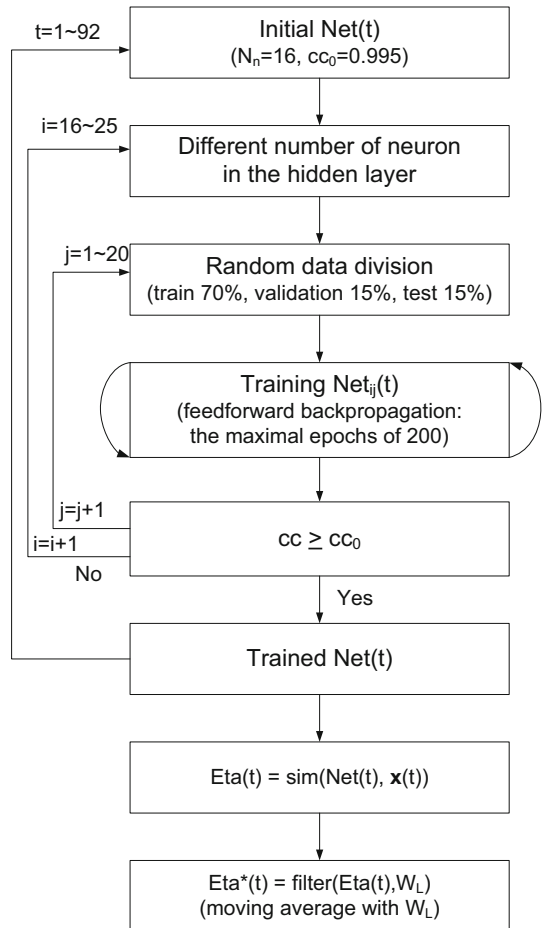 t=1~92
Initial Net(t)
(Nₙ=16, cc₀=0.995)
i=16~25
Different number of neuron
in the hidden layer
j=1~20
Random data division
(train 70%, validation 15%, test 15%)
Training Netᵢⱼ(t)
(feedforward backpropagation:
the maximal epochs of 200)
j=j+1
i=i+1
No
cc ≥ cc₀
Yes
Trained Net(t)
Eta(t) = sim(Net(t), x(t))
Eta*(t) = filter(Eta(t),W_L)
(moving average with W_L)